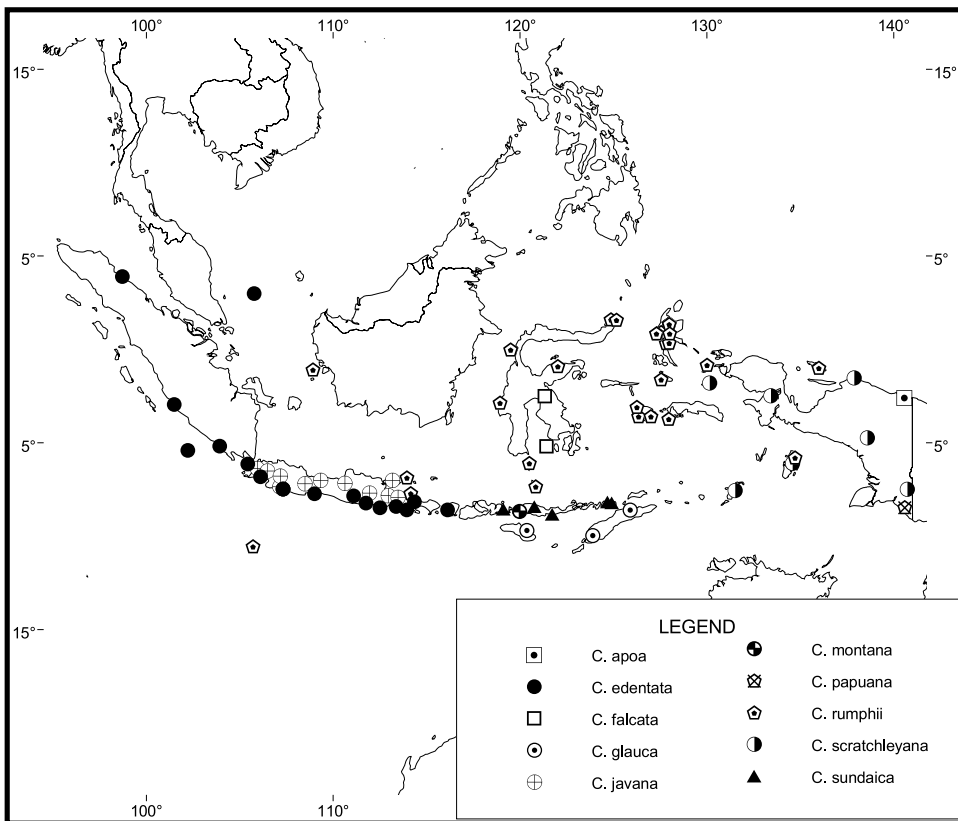 100° 110° 120° 130° 140°
15° 15°
5° 5°
5° 5°
15°
LEGEND
C. apoa
C. edentata
C. falcata
C. glauca
C. javana
C. montana
C. papuana
C. rumphii
C. scratchleyana
C. sundaica
100° 110°